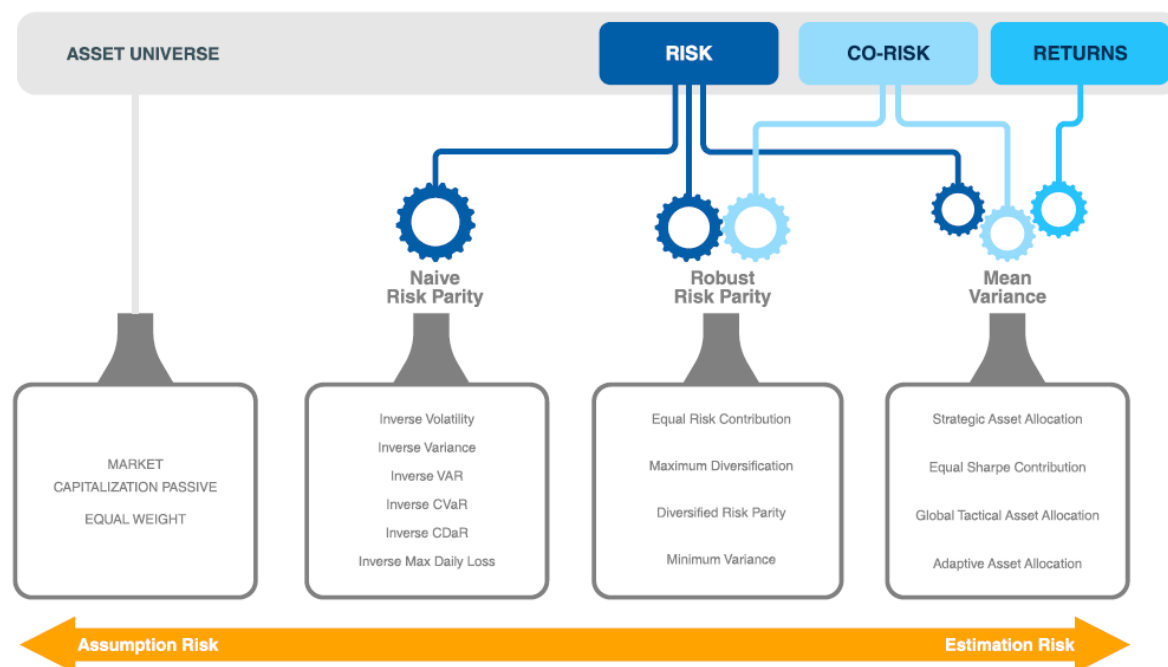 ASSET UNIVERSE
RISK
CO-RISK
RETURNS
Naive
Risk Parity
Robust
Risk Parity
Mean
Variance
MARKET
CAPITALIZATION PASSIVE
EQUAL WEIGHT
Inverse Volatility
Inverse Variance
Inverse VAR
Inverse CVaR
Inverse CDaR
Inverse Max Daily Loss
Equal Risk Contribution
Maximum Diversification
Diversified Risk Parity
Minimum Variance
Strategic Asset Allocation
Equal Sharpe Contribution
Global Tactical Asset Allocation
Adaptive Asset Allocation
Assumption Risk
Estimation Risk